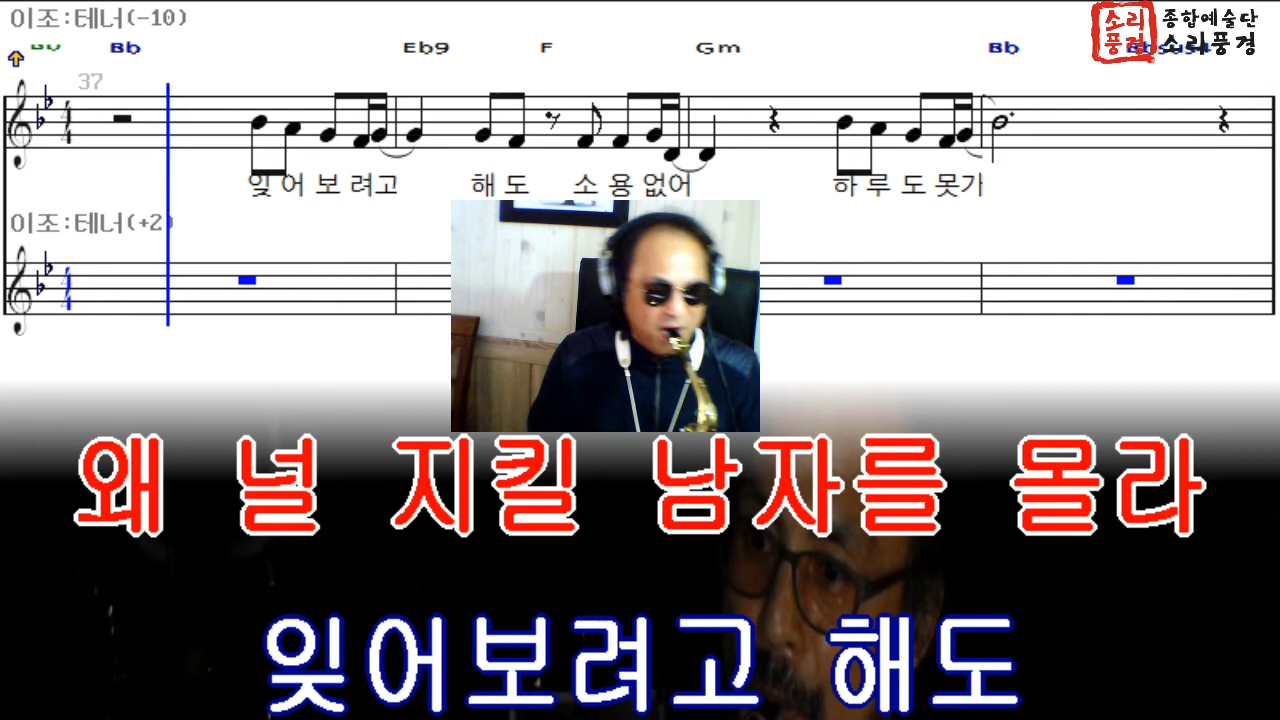 이조:테너(-10)
소리
풍경
종합예술단
소리풍경
Bb Eb9 F Gm Bb
37
잊어보려고 해도 소용없어 하루도못가
이조:테너(+2)
왜 널 지킬 남자를 몰라
잊어보려고 해도